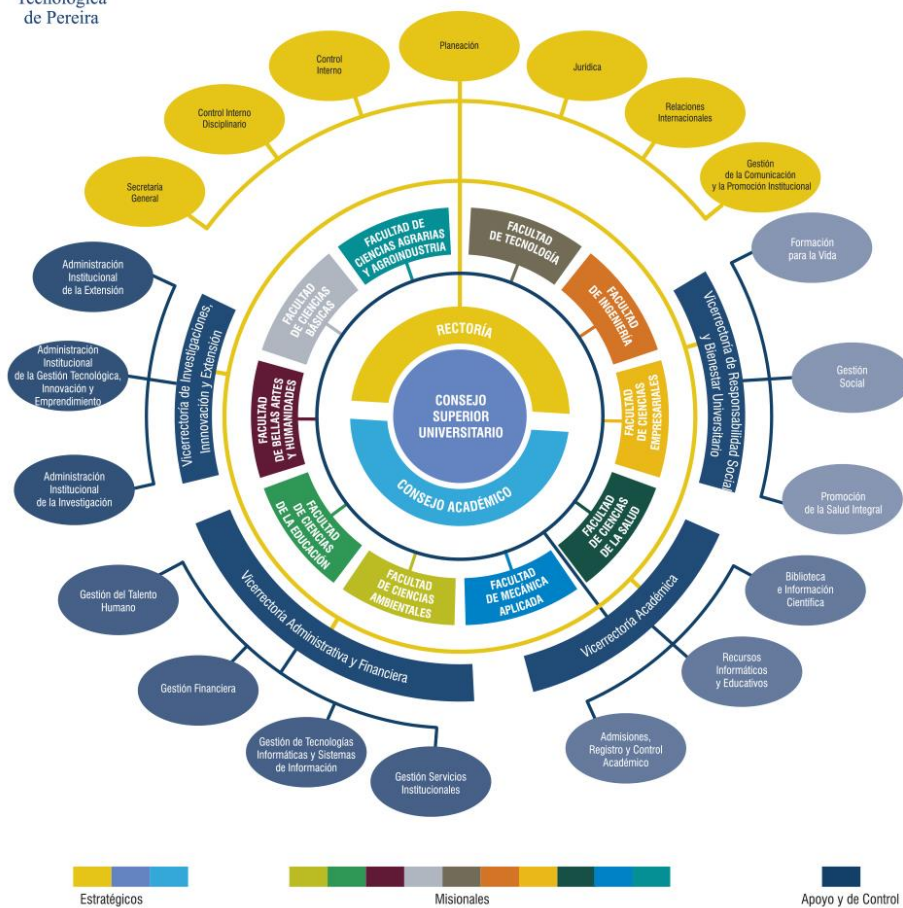 Tecnológica
de Pereira
Planeación
Control
Interno
Jurídica
Control Interno
Disciplinario
Relaciones
Internacionales
Secretaria
General
Gestión
de la Comunicación
y la Promoción Institucional
FACULTAD DE
CIENCIAS AGRARIAS
Y AGROINDUSTRIA
FACULTAD
DE TECNOLOGÍA
Formación
para la Vida
Administración
Institucional
de la Extensión
FACULTAD
DE CIENCIAS
BÁSICAS
FACULTAD
DE INGENIERIA
Vicerrectoría de Investigaciones,
Innnovación y Extensión
RECTORÍA
Vicerrectoría de Responsabilidad Social
y Bienestar Universitario
Administración
Institucional
de la Gestión Tecnológica,
Innovación y
Emprendimiento
FACULTAD
DE BELLAS ARTES
Y HUMANIDADES
CONSEJO
SUPERIOR
UNIVERSITARIO
FACULTAD
DE CIENCIAS
EMPRESARIALES
Gestión
Social
CONSEJO ACADÉMICO
Administración
Institucional
de la Investigación
FACULTAD
DE CIENCIAS
DE LA EDUCACIÓN
FACULTAD
DE CIENCIAS
DE LA SALUD
Promoción
de la Salud Integral
FACULTAD
DE CIENCIAS
AMBIENTALES
FACULTAD
DE MECÁNICA
APLICADA
Gestión del Talento
Humano
Vicerrectoría Administrativa y Financiera
Vicerrectoría Académica
Biblioteca
e Información
Científica
Recursos
Informáticos
y Educativos
Gestión Financiera
Gestión de Tecnologías
Informáticas y Sistemas
de Información
Admisiones,
Registro y Control
Académico
Gestión Servicios
Institucionales
Estratégicos
Misionales
Apoyo y de Control